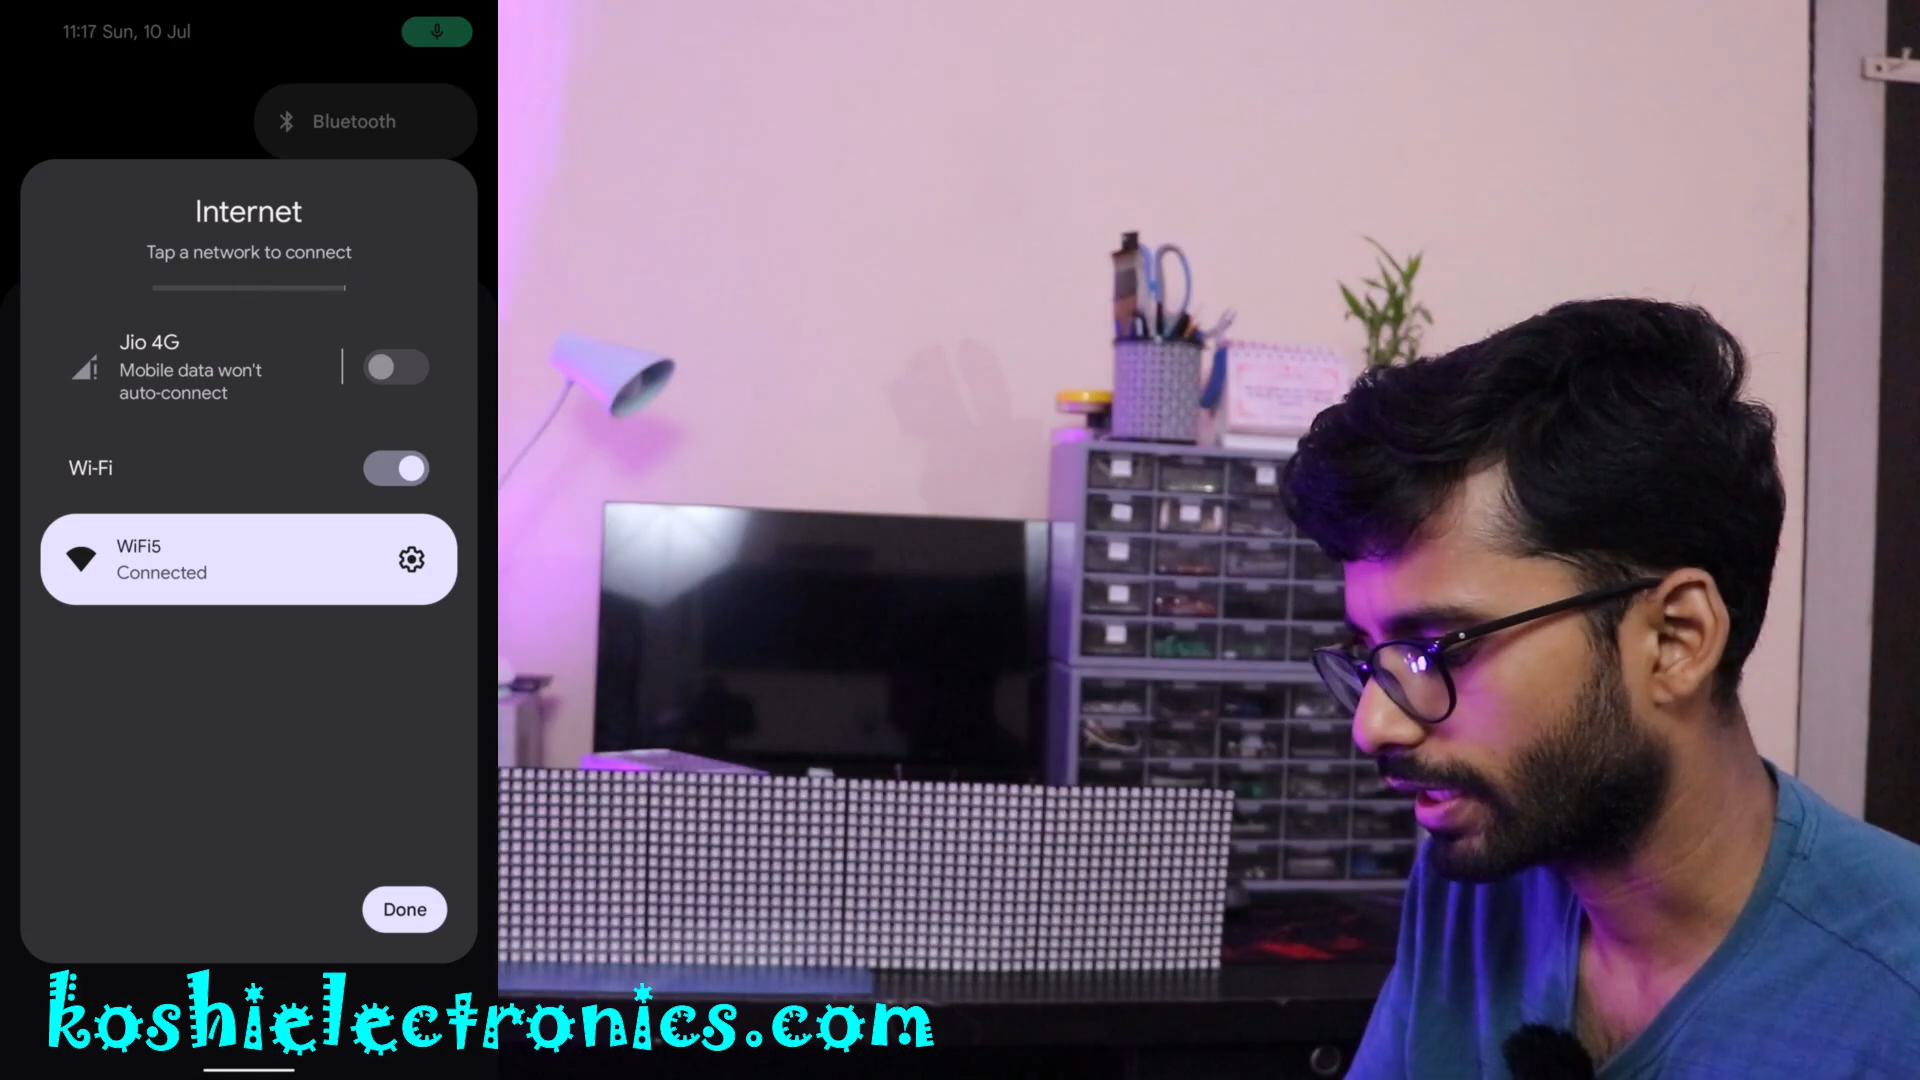 11:17 Sun, 10 Jul
Bluetooth
Internet
Tap a network to connect
Jio 4G
Mobile data won't
auto-connect
Wi-Fi
WiFi5
Connected
Done
koshielectronics.com